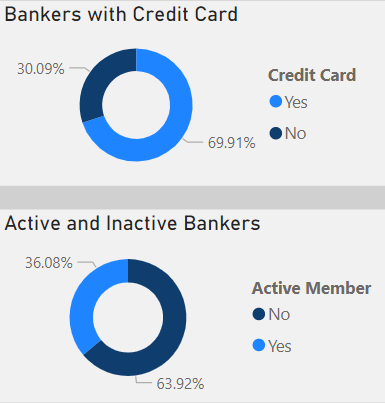 Bankers with Credit Card
30.09%
Credit Card
Yes
No
69.91%
Active and Inactive Bankers
36.08%
Active Member
No
Yes
63.92%